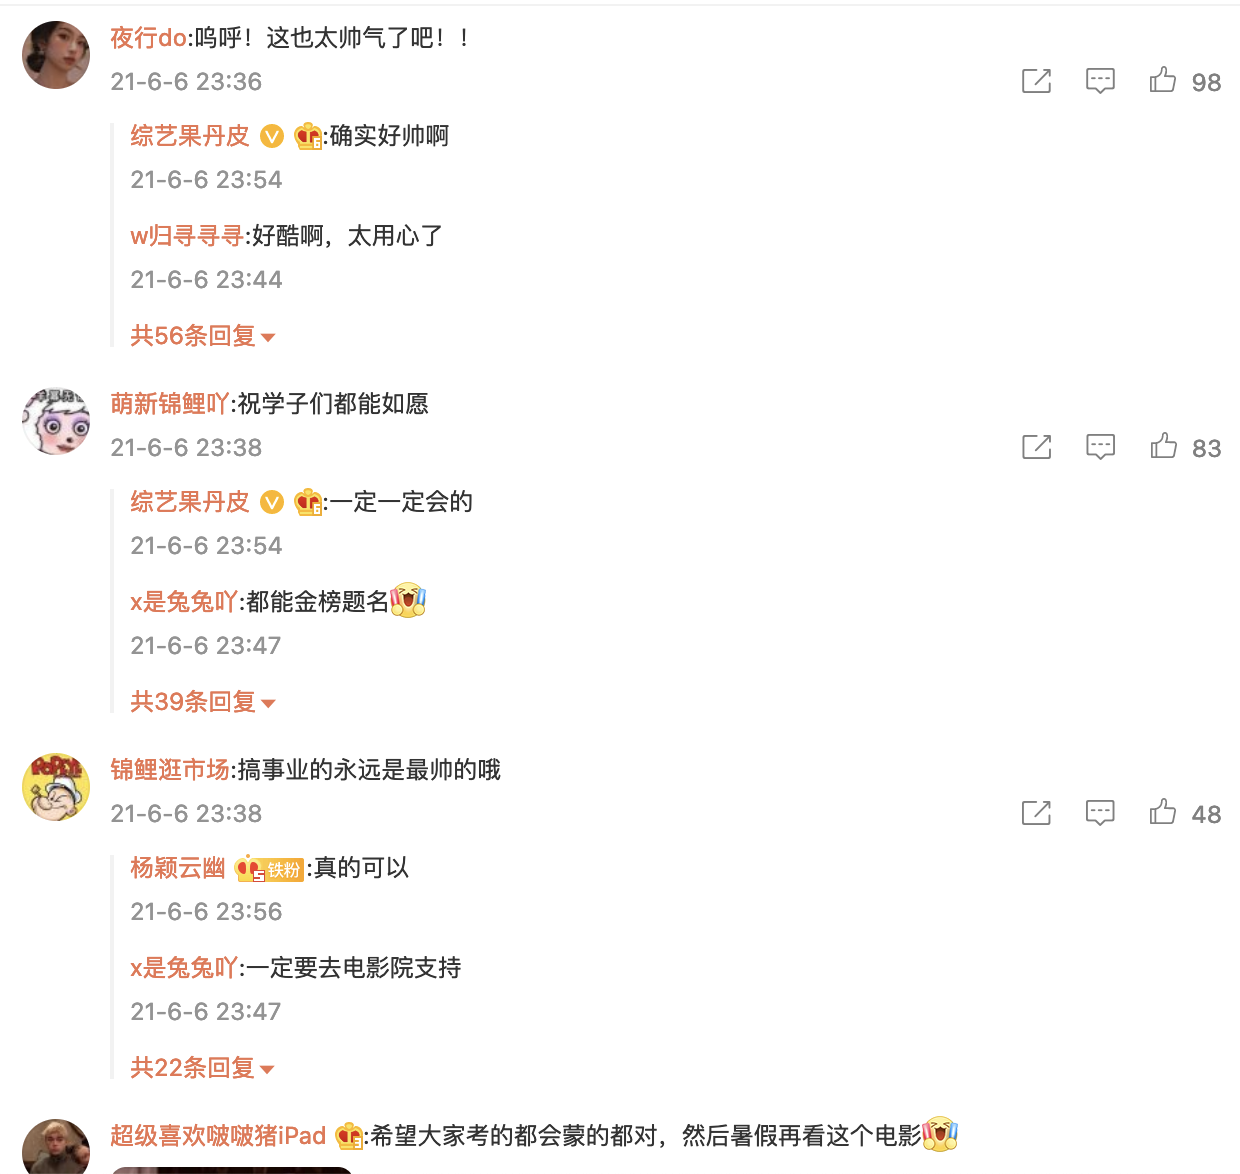 夜行do:呜呼！这也太帅气了吧！！
21-6-6 23:36
98
综艺果丹皮 V 6:确实好帅啊
21-6-6 23:54
w归寻寻寻:好酷啊，太用心了
21-6-6 23:44
共56条回复
萌新锦鲤吖:祝学子们都能如愿
21-6-6 23:38
83
综艺果丹皮 V 6:一定一定会的
21-6-6 23:54
x是兔兔吖:都能金榜题名
21-6-6 23:47
共39条回复
POPEYE
锦鲤逛市场:搞事业的永远是最帅的哦
21-6-6 23:38
48
杨颖云幽 5 铁粉:真的可以
21-6-6 23:56
x是兔兔吖:一定要去电影院支持
21-6-6 23:47
共22条回复
超级喜欢啵啵猪iPad 6:希望大家考的都会蒙的都对，然后暑假再看这个电影